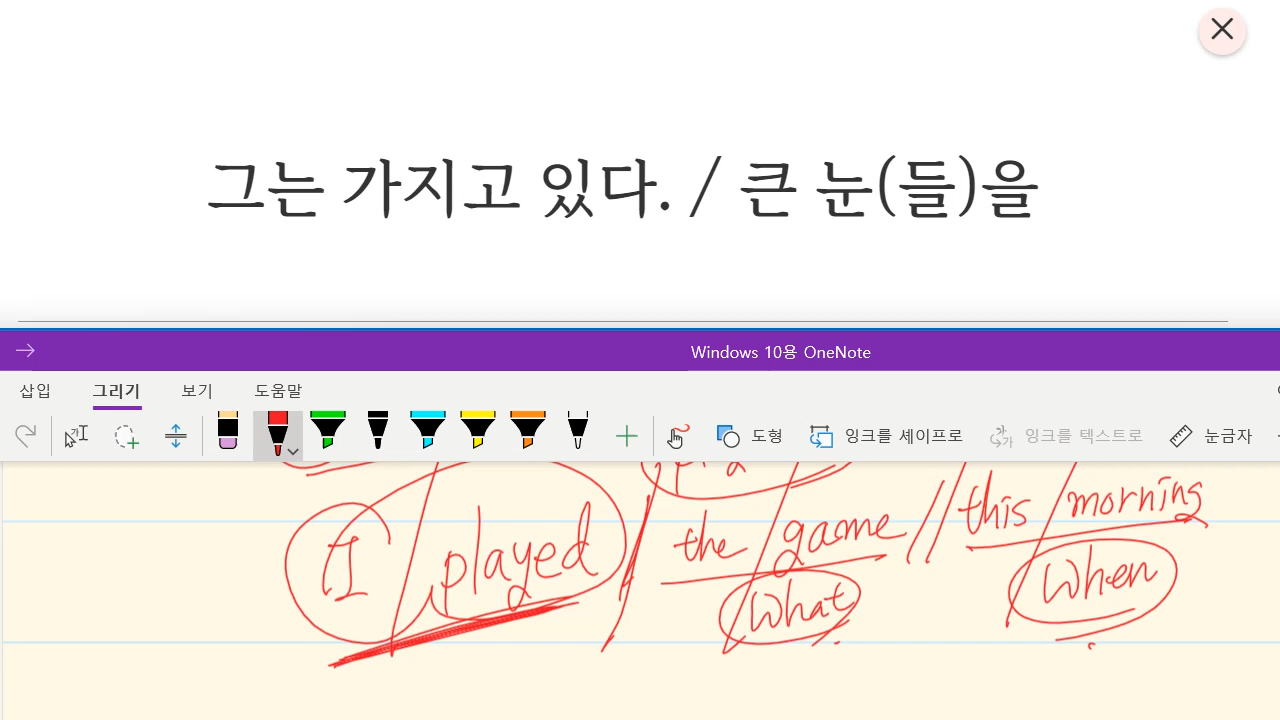 그는 가지고 있다. / 큰 눈(들)을
Windows 10용 OneNote
삽입 그리기 보기 도움말
도형 잉크를 셰이프로 잉크를 텍스트로 눈금자
I / played / the / game // this / morning
what when